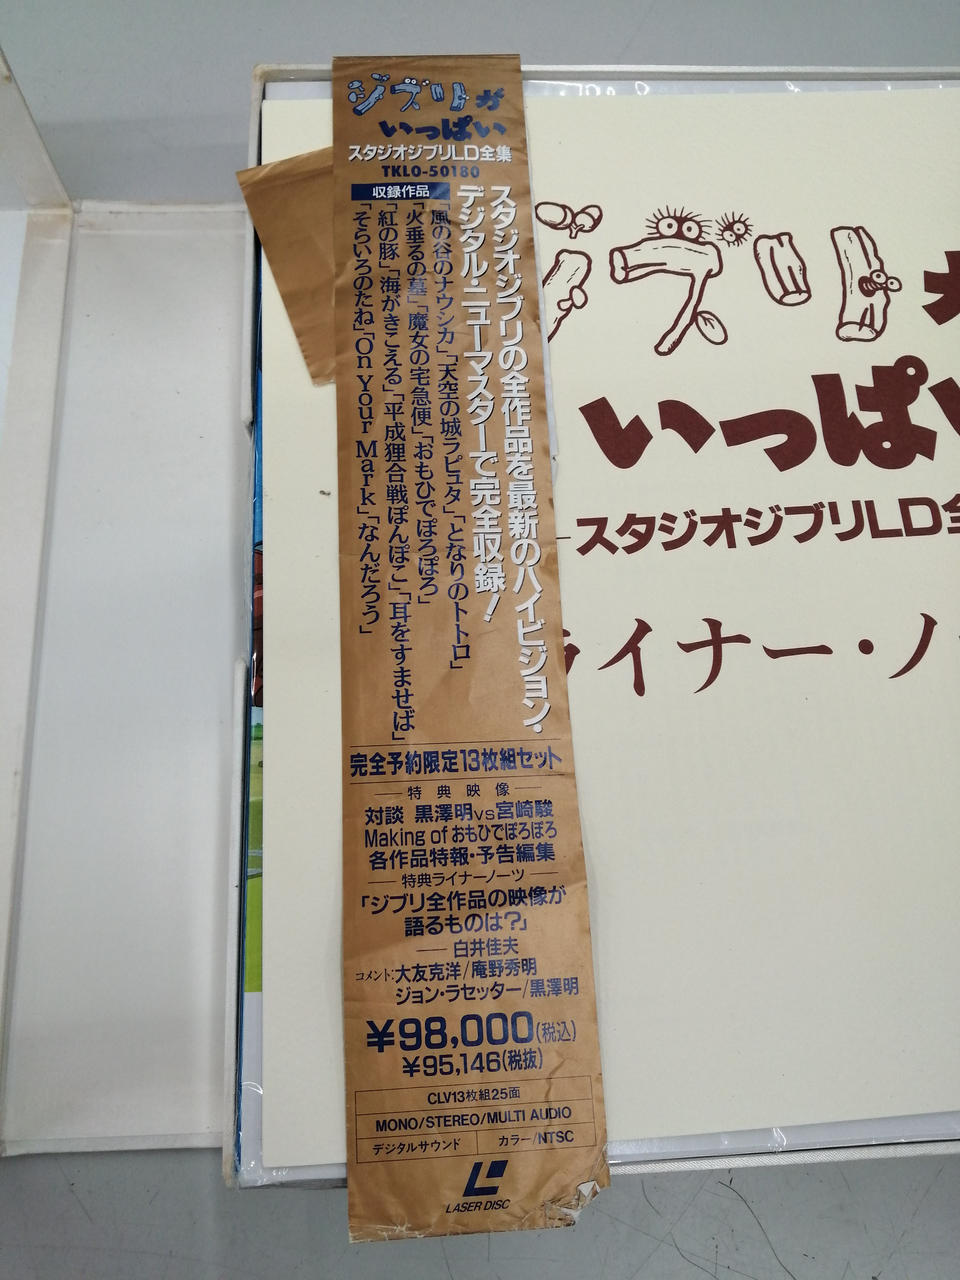 ジブリが
いっぱい
スタジオジブリLD全集
TKLO-50180
スタジオジブリの全作品を最新のハイビジョン・
デジタル・ニューマスターで完全収録!
収録作品
「風の谷のナウシカ」「天空の城ラピュタ」「となりのトトロ」
「火垂るの墓」「魔女の宅急便」「おもひでぽろぽろ」
「紅の豚」「海がきこえる」「平成狸合戦ぽんぽこ」「耳をすませば」
「そらいろのたね」「On Your Mark」「なんだろう」
完全予約限定13枚組セット
特典映像
対談 黒澤明vs宮崎駿
Making of おもひでぽろぽろ
各作品特報・予告編集
特典ライナーノーツ
「ジブリ全作品の映像が
語るものは?」
白井佳夫
コメント:大友克洋/庵野秀明
ジョン・ラセッター/黒澤明
¥98,000(税込)
¥95,146(税抜)
CLV13枚組25面
MONO/STEREO/MULTI AUDIO
デジタルサウンド カラー/NTSC
LASER DISC
ジブリが
いっぱい
スタジオジブリLD全
ライナー・ノ